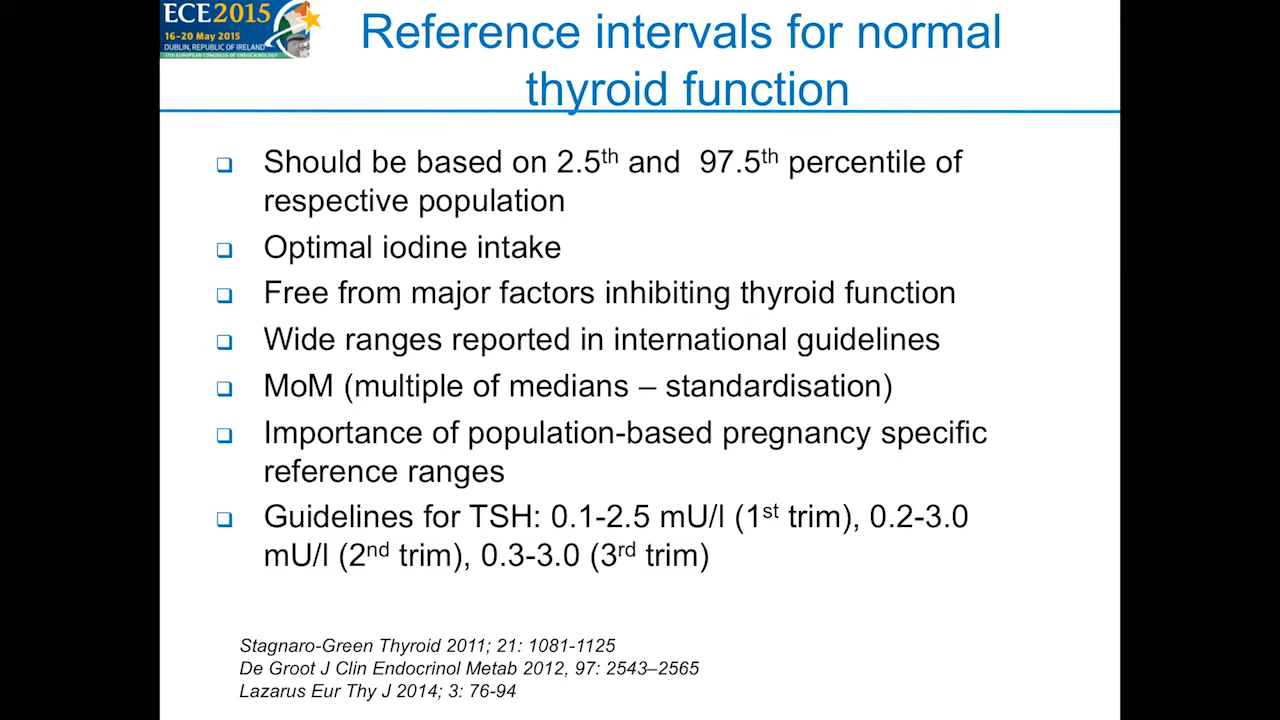 ECE2015
16-20 May 2015
DUBLIN, REPUBLIC OF IRELAND
17TH EUROPEAN CONGRESS OF ENDOCRINOLOGY
Reference intervals for normal
thyroid function
❑ Should be based on 2.5th and 97.5th percentile of
respective population
❑ Optimal iodine intake
❑ Free from major factors inhibiting thyroid function
❑ Wide ranges reported in international guidelines
❑ MoM (multiple of medians – standardisation)
❑ Importance of population-based pregnancy specific
reference ranges
❑ Guidelines for TSH: 0.1-2.5 mU/l (1st trim), 0.2-3.0
mU/l (2nd trim), 0.3-3.0 (3rd trim)
Stagnaro-Green Thyroid 2011; 21: 1081-1125
De Groot J Clin Endocrinol Metab 2012, 97: 2543–2565
Lazarus Eur Thy J 2014; 3: 76-94